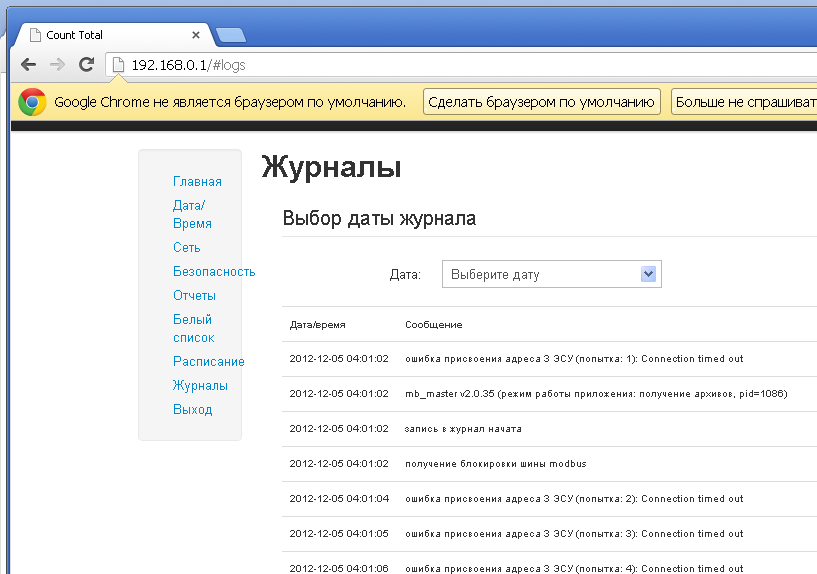 Count Total
192.168.0.1/#logs
Google Chrome не является браузером по умолчанию. Сделать браузером по умолчанию Больше не спрашиват
Главная
Дата/
Время
Сеть
Безопасность
Отчеты
Белый
список
Расписание
Журналы
Выход
Журналы
Выбор даты журнала
Дата: Выберите дату
Дата/время Сообщение
2012-12-05 04:01:02 ошибка присвоения адреса 3 ЭСУ (попытка: 1): Connection timed out
2012-12-05 04:01:02 mb_master v2.0.35 (режим работы приложения: получение архивов, pid=1086)
2012-12-05 04:01:02 запись в журнал начата
2012-12-05 04:01:02 получение блокировки шины modbus
2012-12-05 04:01:04 ошибка присвоения адреса 3 ЭСУ (попытка: 2): Connection timed out
2012-12-05 04:01:05 ошибка присвоения адреса 3 ЭСУ (попытка: 3): Connection timed out
2012-12-05 04:01:06 ошибка присвоения адреса 3 ЭСУ (попытка: 4): Connection timed out